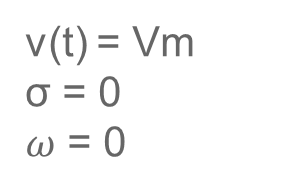 v(t) = Vm
σ = 0
ω = 0